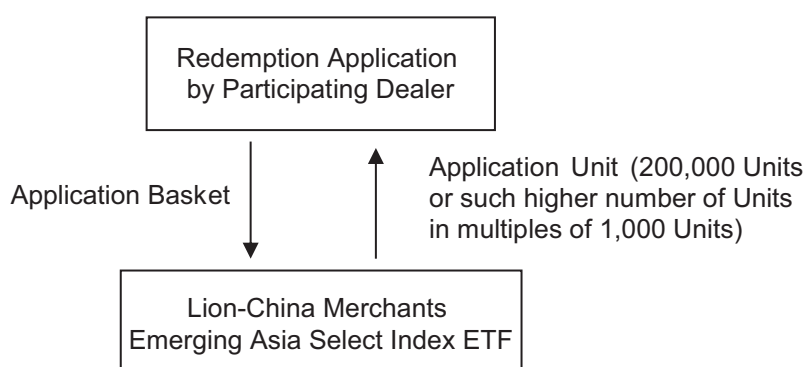 Redemption Application
by Participating Dealer
Application Basket
Application Unit (200,000 Units
or such higher number of Units
in multiples of 1,000 Units)
Lion-China Merchants
Emerging Asia Select Index ETF